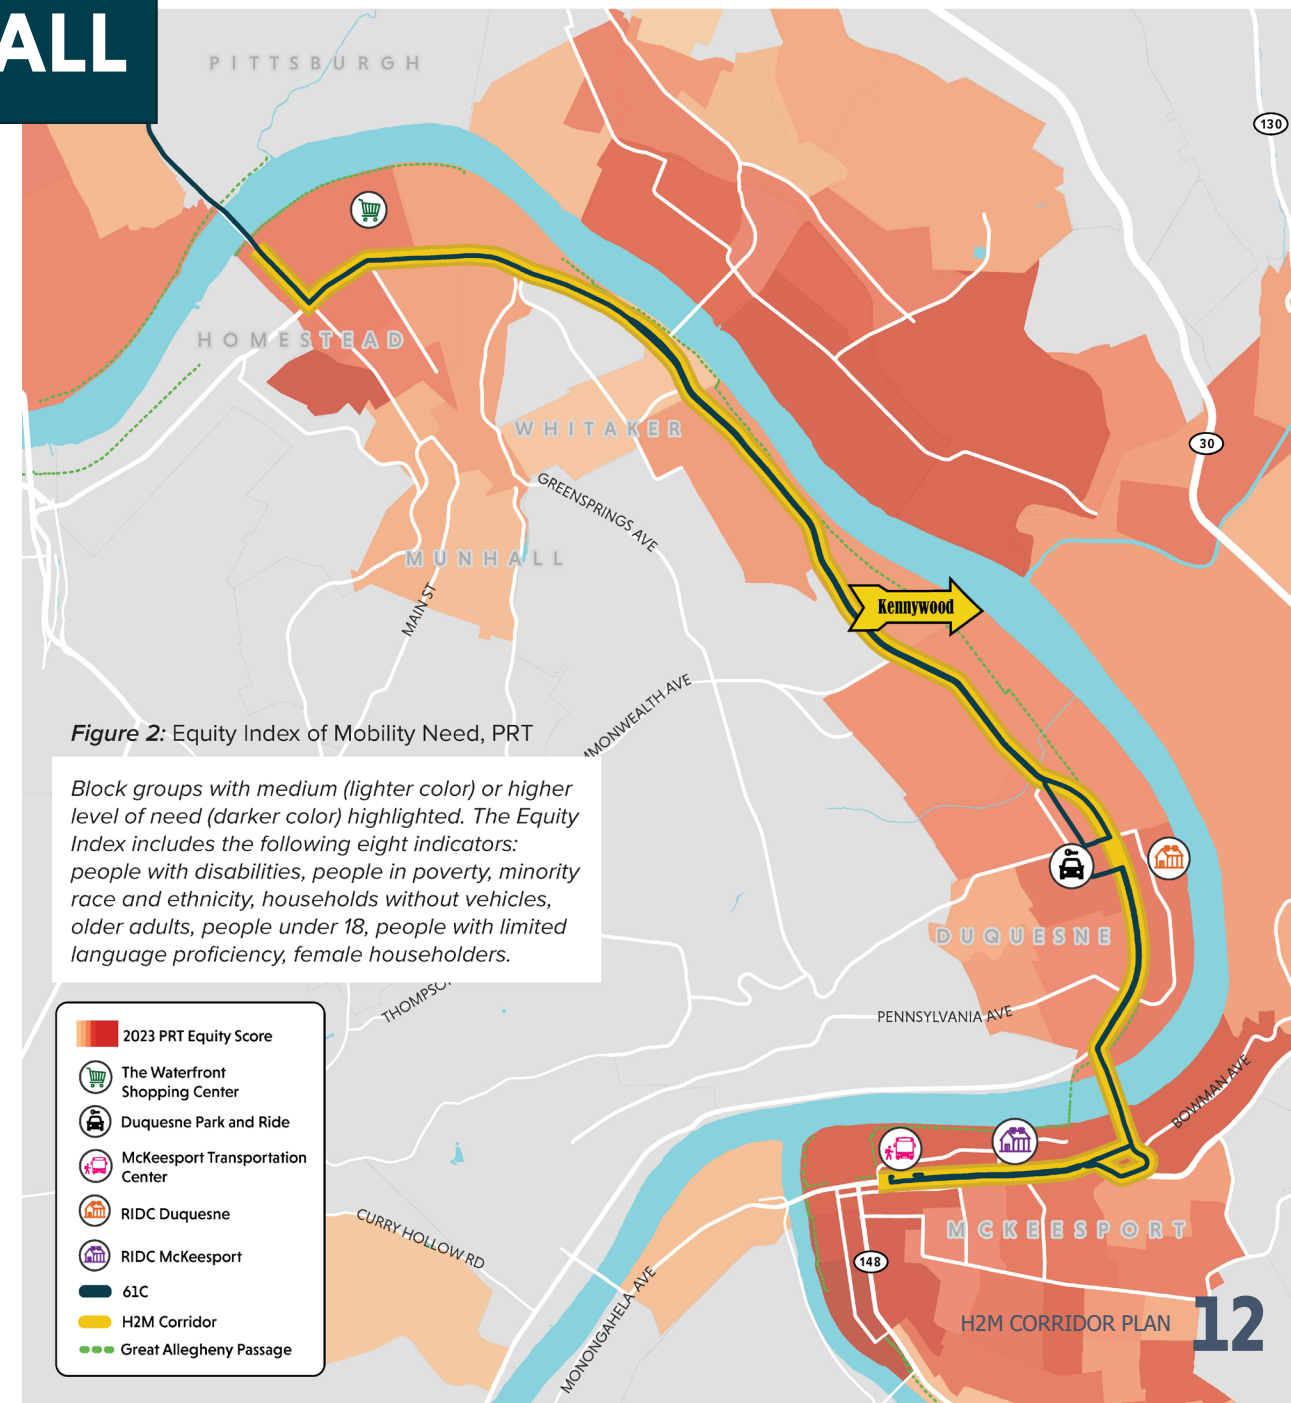 ALL
PITTSBURGH
130
HOMESTEAD
WHITAKER
30
GREENSPRINGS AVE
MUNHALL
MAIN ST
Kennywood
Figure 2: Equity Index of Mobility Need, PRT
Block groups with medium (lighter color) or higher
level of need (darker color) highlighted. The Equity
Index includes the following eight indicators:
people with disabilities, people in poverty, minority
race and ethnicity, households without vehicles,
older adults, people under 18, people with limited
language proficiency, female householders.
MONWEALTH AVE
DUQUESNE
THOMPSO
PENNSYLVANIA AVE
BOWMAN AVE
2023 PRT Equity Score
The Waterfront
Shopping Center
Duquesne Park and Ride
McKeesport Transportation
Center
RIDC Duquesne
RIDC McKeesport
61C
H2M Corridor
Great Allegheny Passage
CURRY HOLLOW RD
MONONGAHELA AVE
MCKEESPORT
148
H2M CORRIDOR PLAN 12